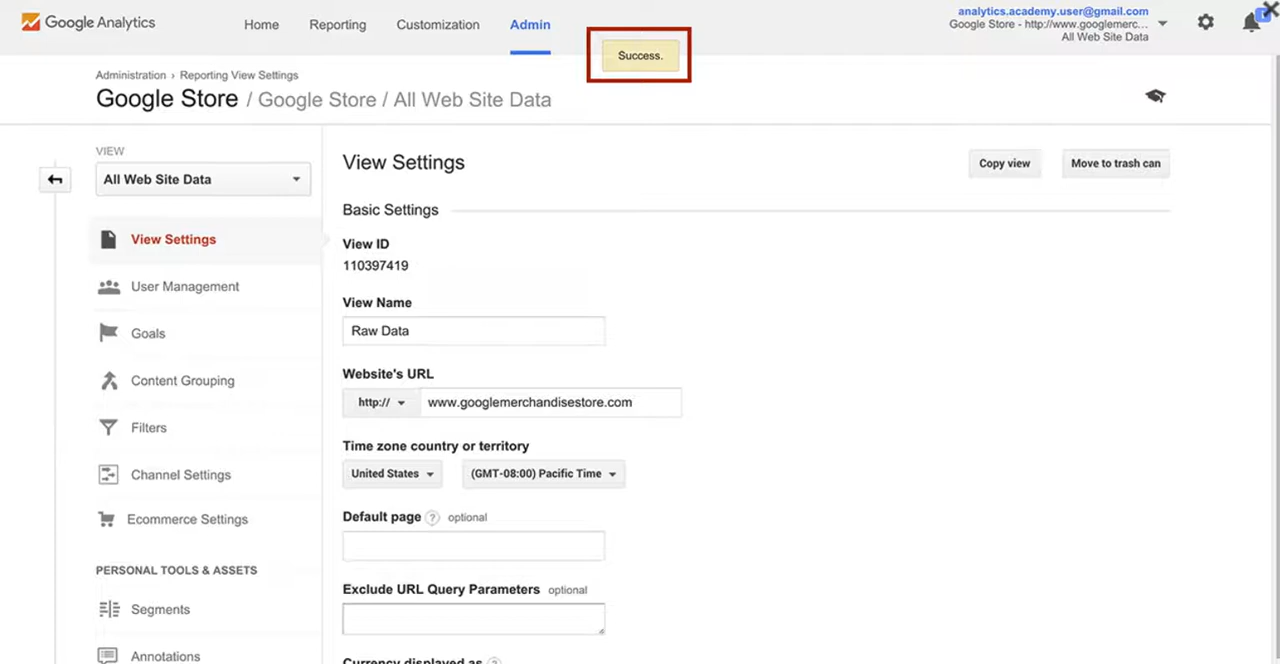 Google Analytics
Home
Reporting
Customization
Admin
analytics.academy.user@gmail.com
Google Store - http://www.googlemerc...
All Web Site Data
Success.
Administration › Reporting View Settings
Google Store / Google Store / All Web Site Data
VIEW
All Web Site Data
View Settings
User Management
Goals
Content Grouping
Filters
Channel Settings
Ecommerce Settings
PERSONAL TOOLS & ASSETS
Segments
Annotations
View Settings
Copy view
Move to trash can
Basic Settings
View ID
110397419
View Name
Raw Data
Website's URL
http://
www.googlemerchandisestore.com
Time zone country or territory
United States
(GMT-08:00) Pacific Time
Default page ? optional
Exclude URL Query Parameters optional
Currency displayed as ?